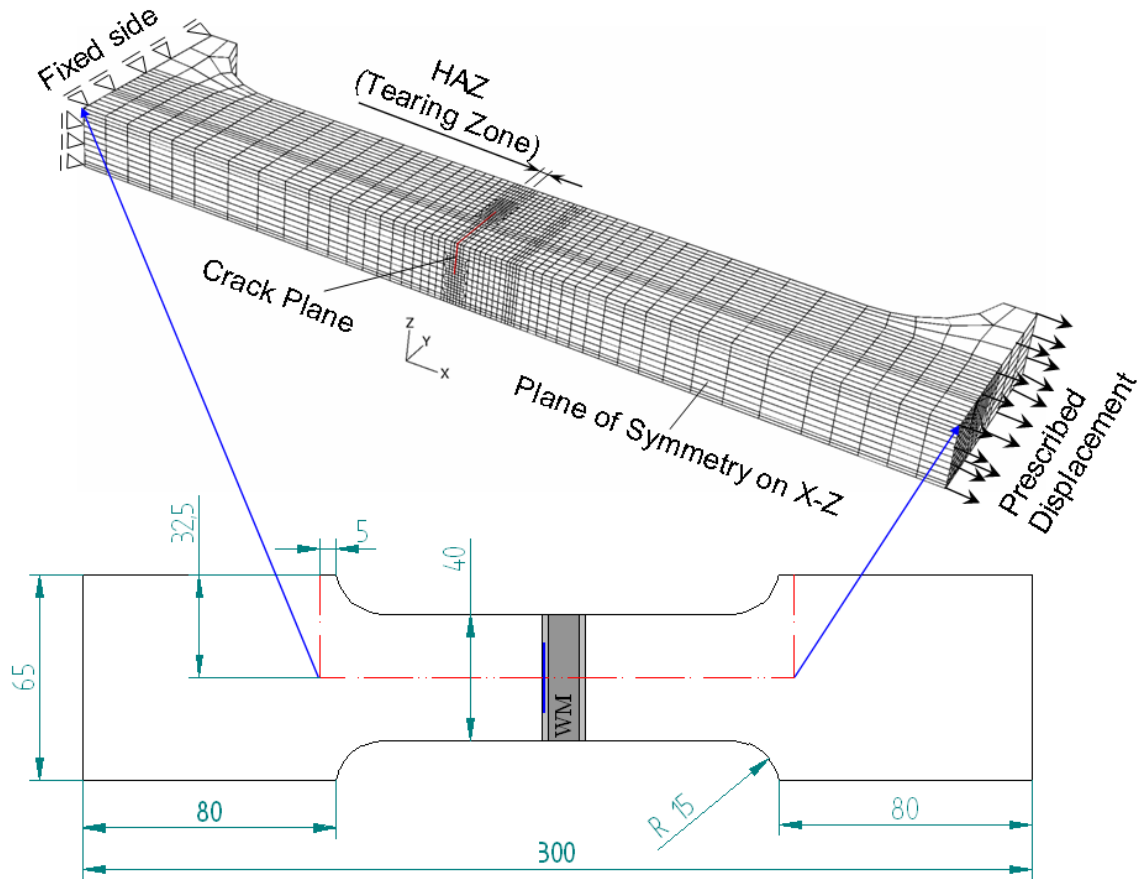 Fixed side
HAZ
(Tearing Zone)
Crack Plane
Z
Y
X
Plane of Symmetry on X-Z
Prescribed
Displacement
32,5
5
40
65
WM
80
R 15
80
300